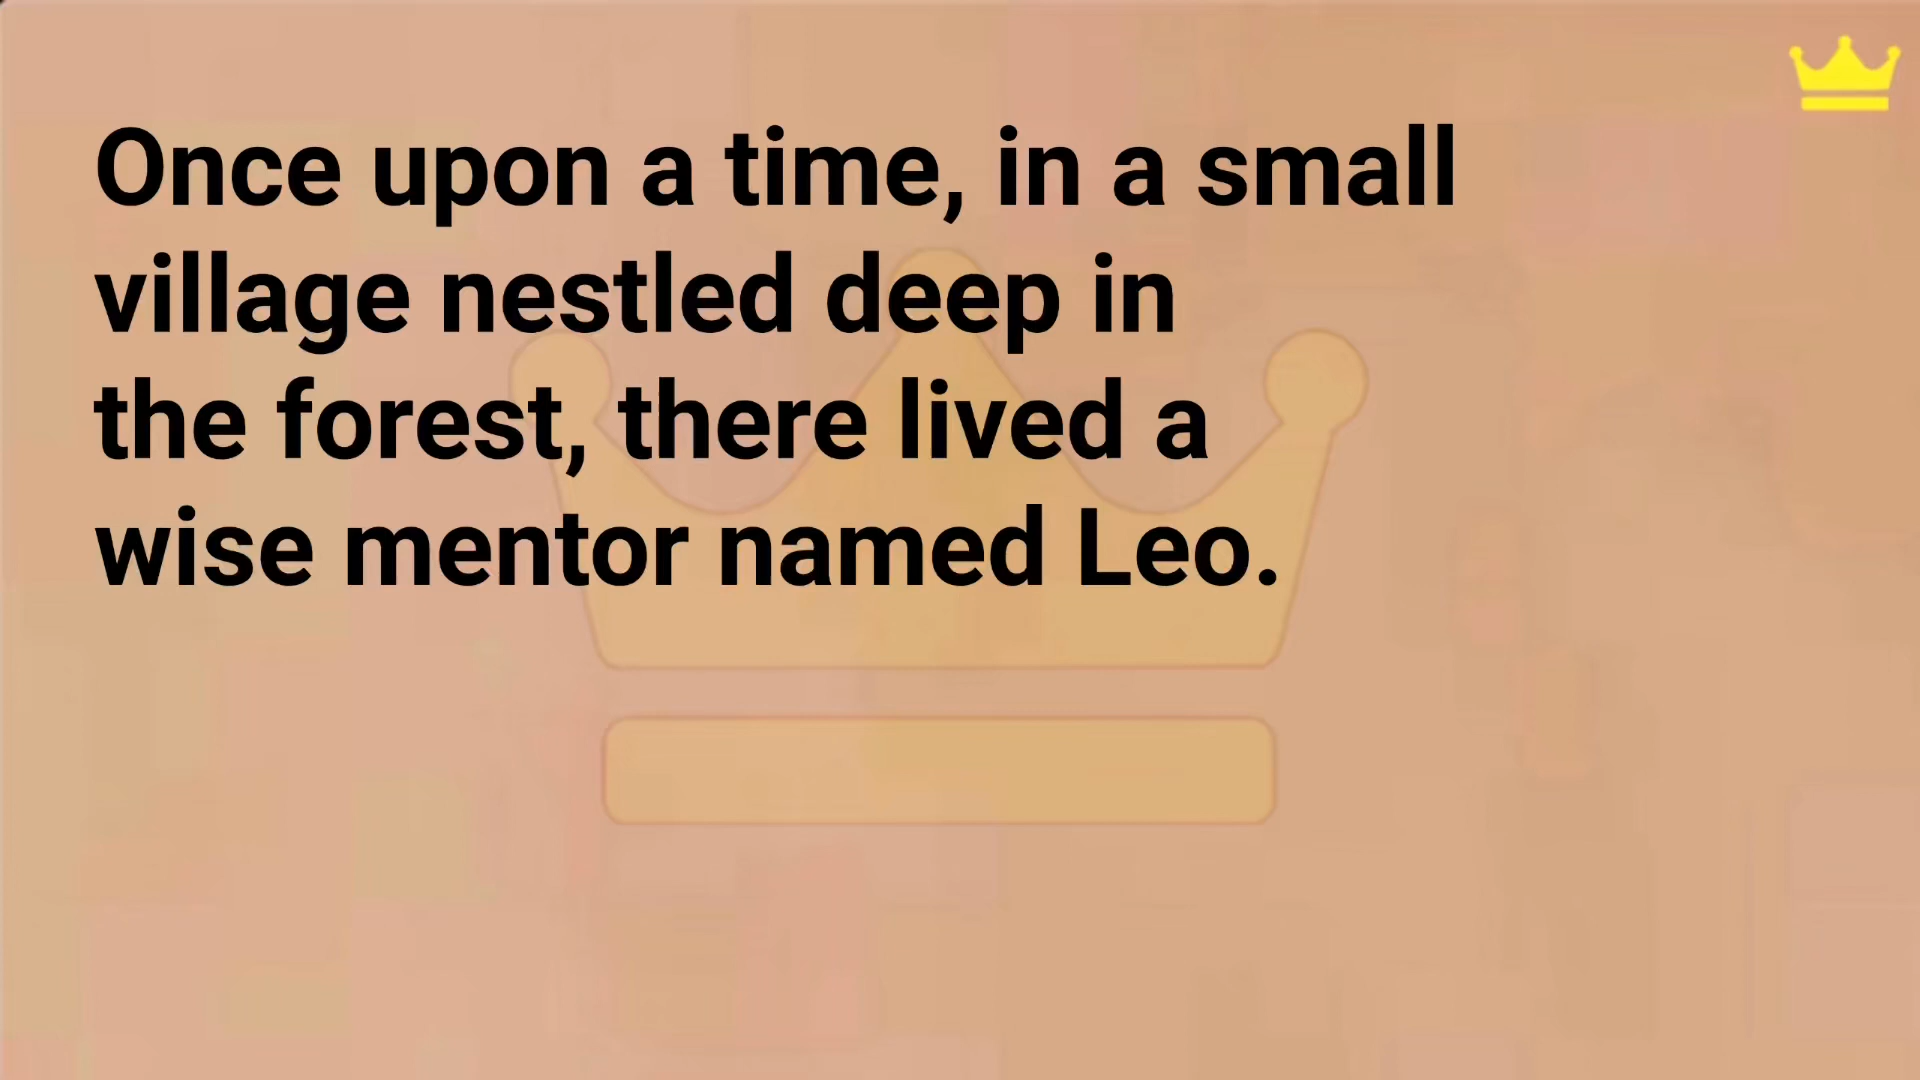 Once upon a time, in a small
village nestled deep in
the forest, there lived a
wise mentor named Leo.